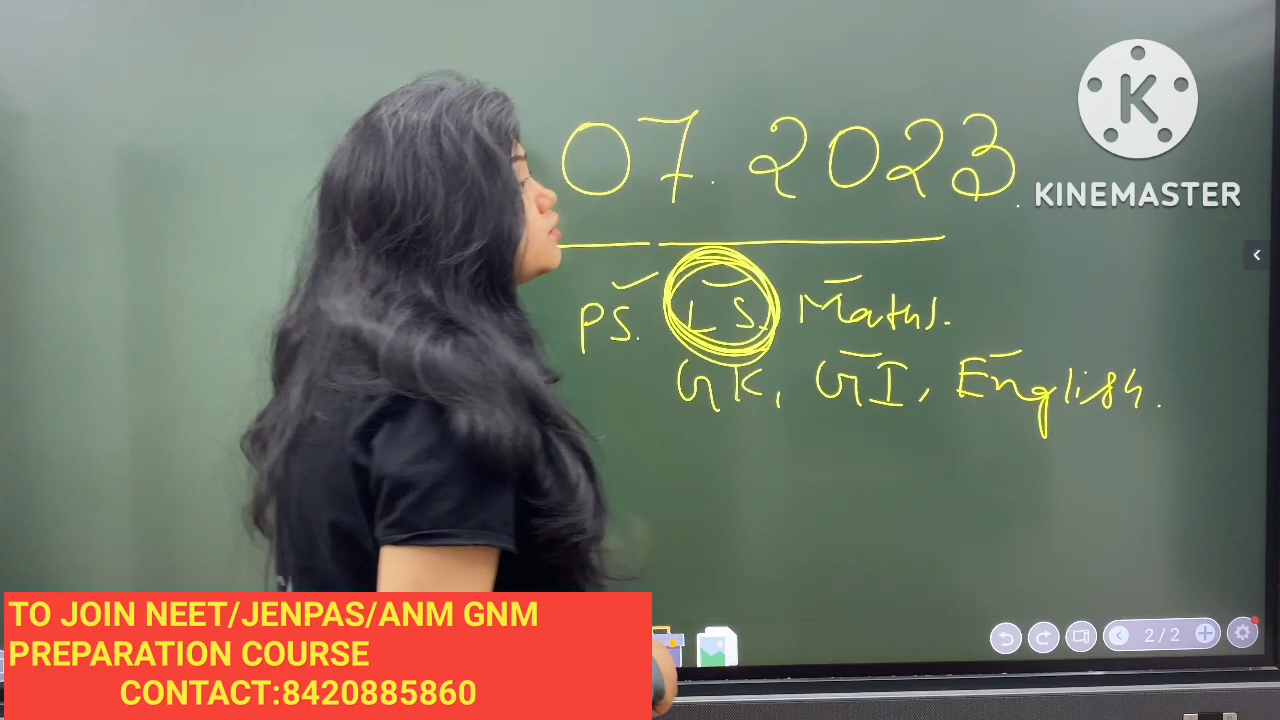 07.2023.
PS. LS. Maths.
GK, GI, English.
KINEMASTER
2/2
TO JOIN NEET/JENPAS/ANM GNM
PREPARATION COURSE
CONTACT:8420885860